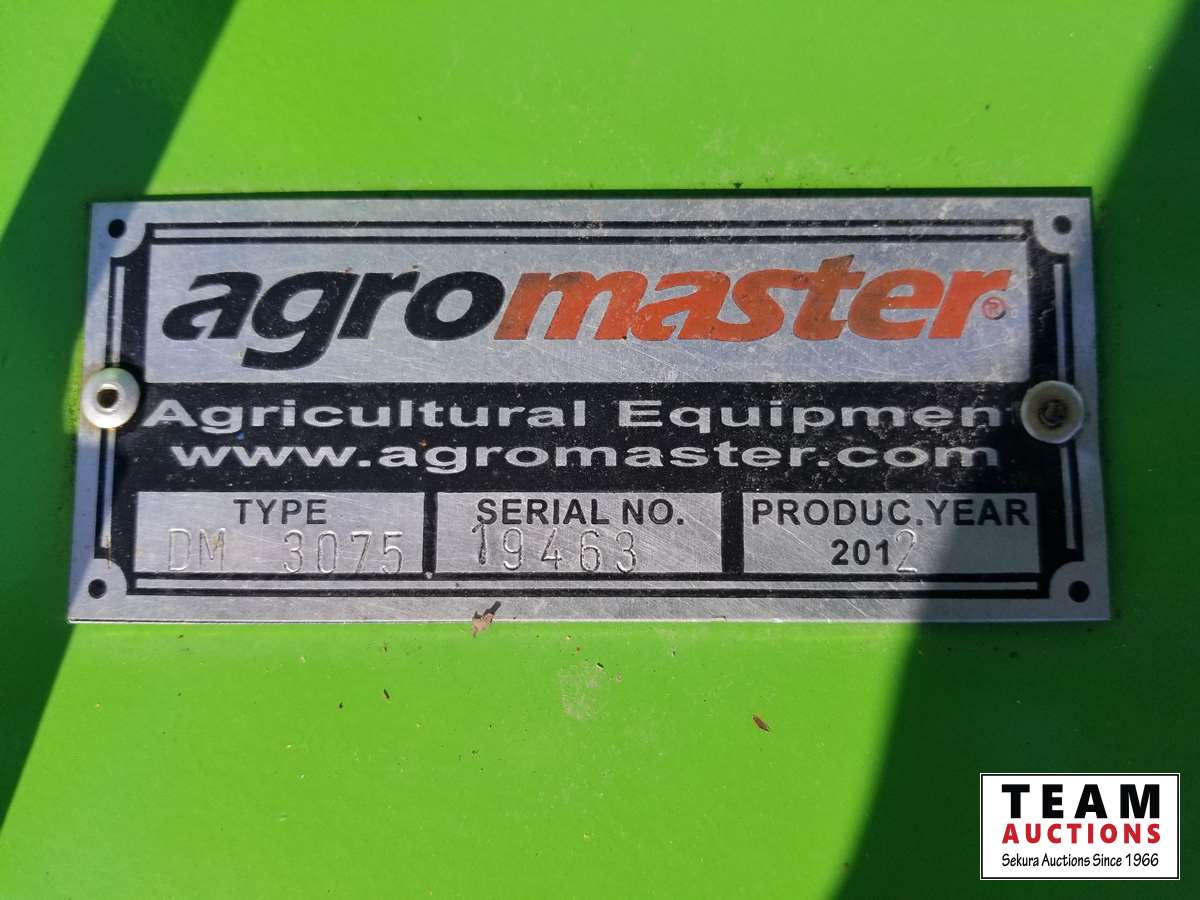 agromaster®
Agricultural Equipment
www.agromaster.com
TYPE
DM 3075
SERIAL NO.
19463
PRODUC.YEAR
2012
TEAM
AUCTIONS
Sekura Auctions Since 1966